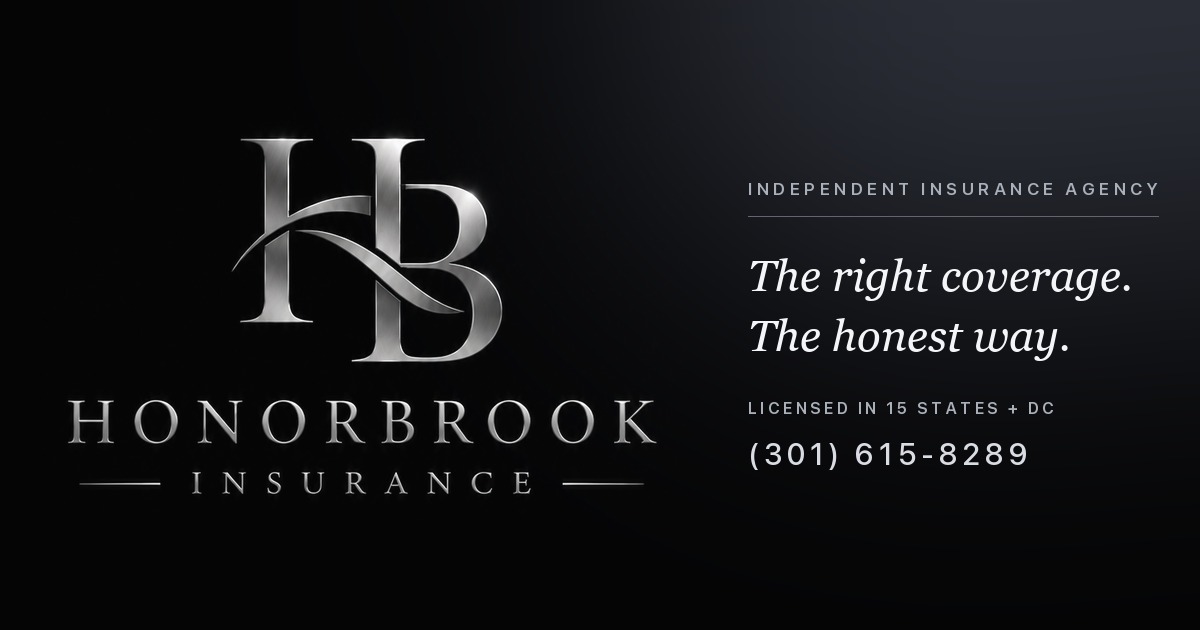 HB
HONORBROOK
INSURANCE
INDEPENDENT INSURANCE AGENCY
The right coverage.
The honest way.
LICENSED IN 15 STATES + DC
(301) 615-8289